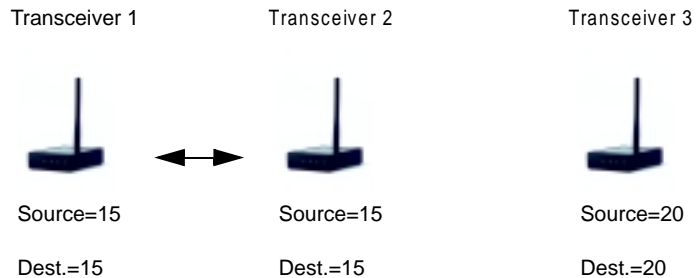 Transceiver 1 Transceiver 2 Transceiver 3
Source=15 Source=15 Source=20
Dest.=15 Dest.=15 Dest.=20